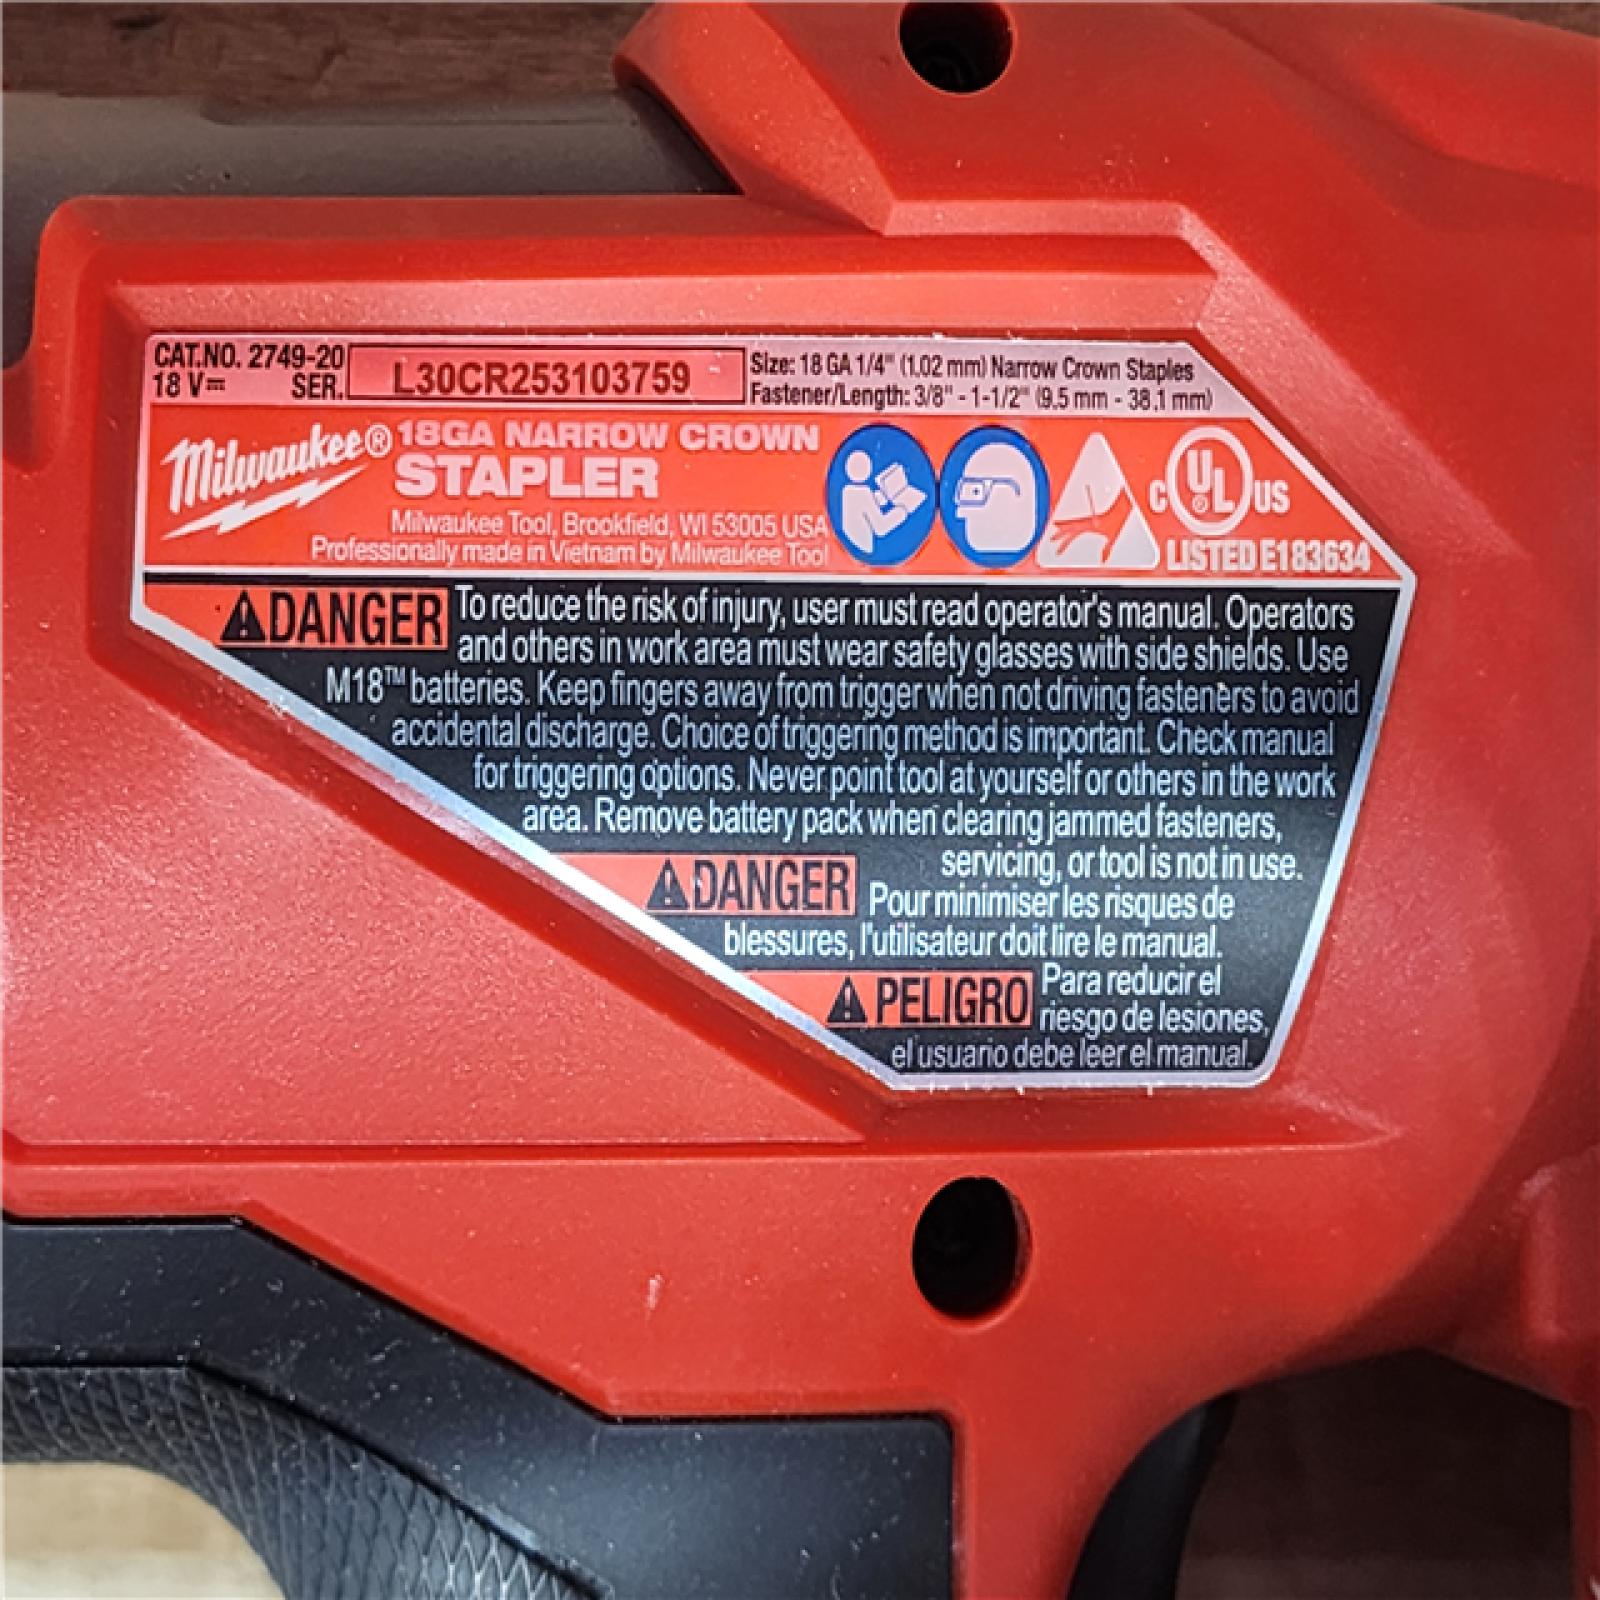 CAT.NO. 2749-20
18 V⎓ SER. L30CR253103759
Size: 18 GA 1/4" (1.02 mm) Narrow Crown Staples
Fastener/Length: 3/8" - 1-1/2" (9.5 mm - 38.1 mm)
Milwaukee®
18GA NARROW CROWN
STAPLER
Milwaukee Tool, Brookfield, WI 53005 USA
Professionally made in Vietnam by Milwaukee Tool
C UL® US
LISTED E183634
⚠DANGER To reduce the risk of injury, user must read operator's manual. Operators
and others in work area must wear safety glasses with side shields. Use
M18™ batteries. Keep fingers away from trigger when not driving fasteners to avoid
accidental discharge. Choice of triggering method is important. Check manual
for triggering options. Never point tool at yourself or others in the work
area. Remove battery pack when clearing jammed fasteners,
servicing, or tool is not in use.
⚠DANGER Pour minimiser les risques de
blessures, l'utilisateur doit lire le manual.
⚠PELIGRO Para reducir el
riesgo de lesiones,
el usuario debe leer el manual.